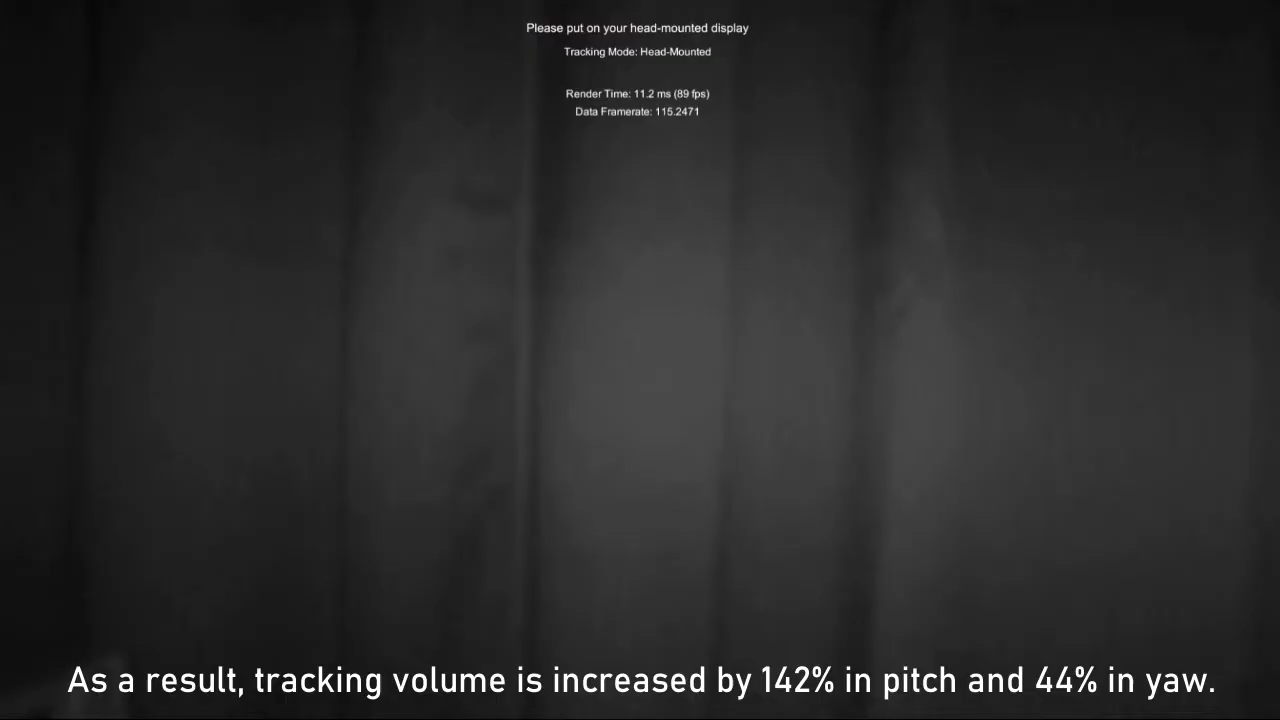 Please put on your head-mounted display
Tracking Mode: Head-Mounted
Render Time: 11.2 ms (89 fps)
Data Framerate: 115.2471
As a result, tracking volume is increased by 142% in pitch and 44% in yaw.